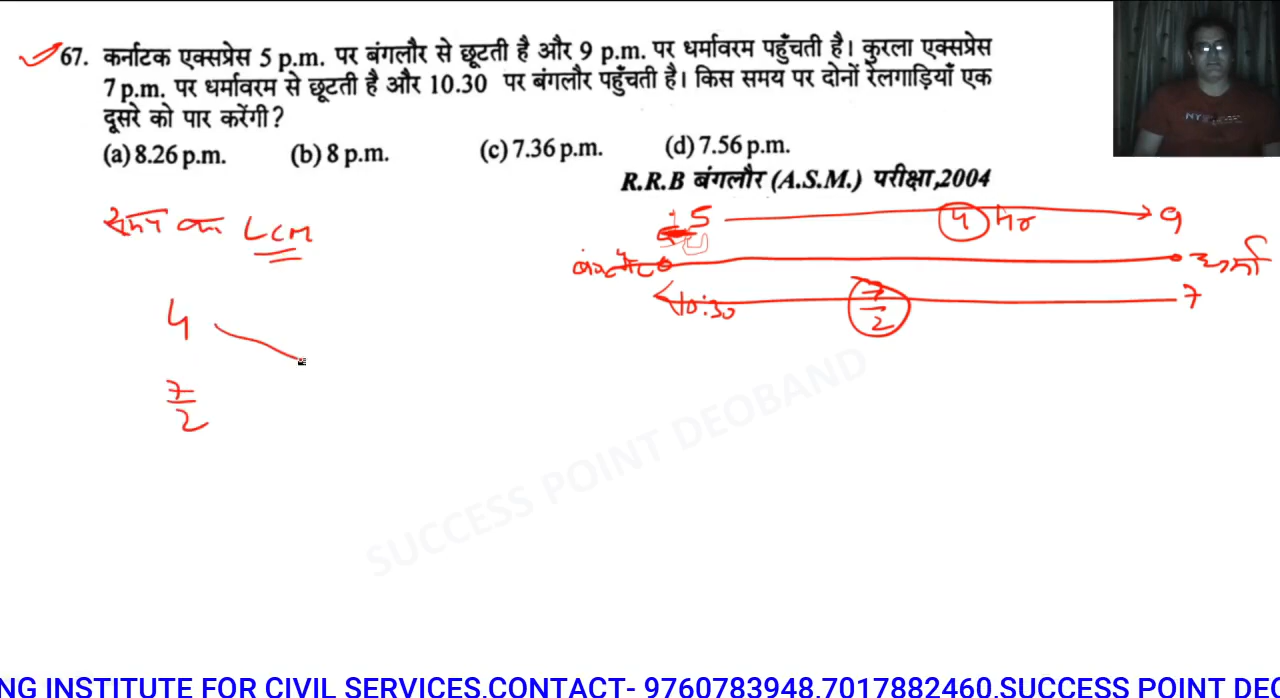 67. कर्नाटक एक्सप्रेस 5 p.m. पर बंगलौर से छूटती है और 9 p.m. पर धर्मावरम पहुँचती है। कुरला एक्सप्रेस
7 p.m. पर धर्मावरम से छूटती है और 10.30 पर बंगलौर पहुँचती है। किस समय पर दोनों रेलगाड़ियाँ एक
दूसरे को पार करेंगी?
(a) 8.26 p.m. (b) 8 p.m. (c) 7.36 p.m. (d) 7.56 p.m.
R.R.B बंगलौर (A.S.M.) परीक्षा,2004
समय का LCM
5 4 9
10:30 7/2 7
4
7/2
SUCCESS POINT DEOBAND
NG INSTITUTE FOR CIVIL SERVICES,CONTACT- 9760783948,7017882460,SUCCESS POINT DEO